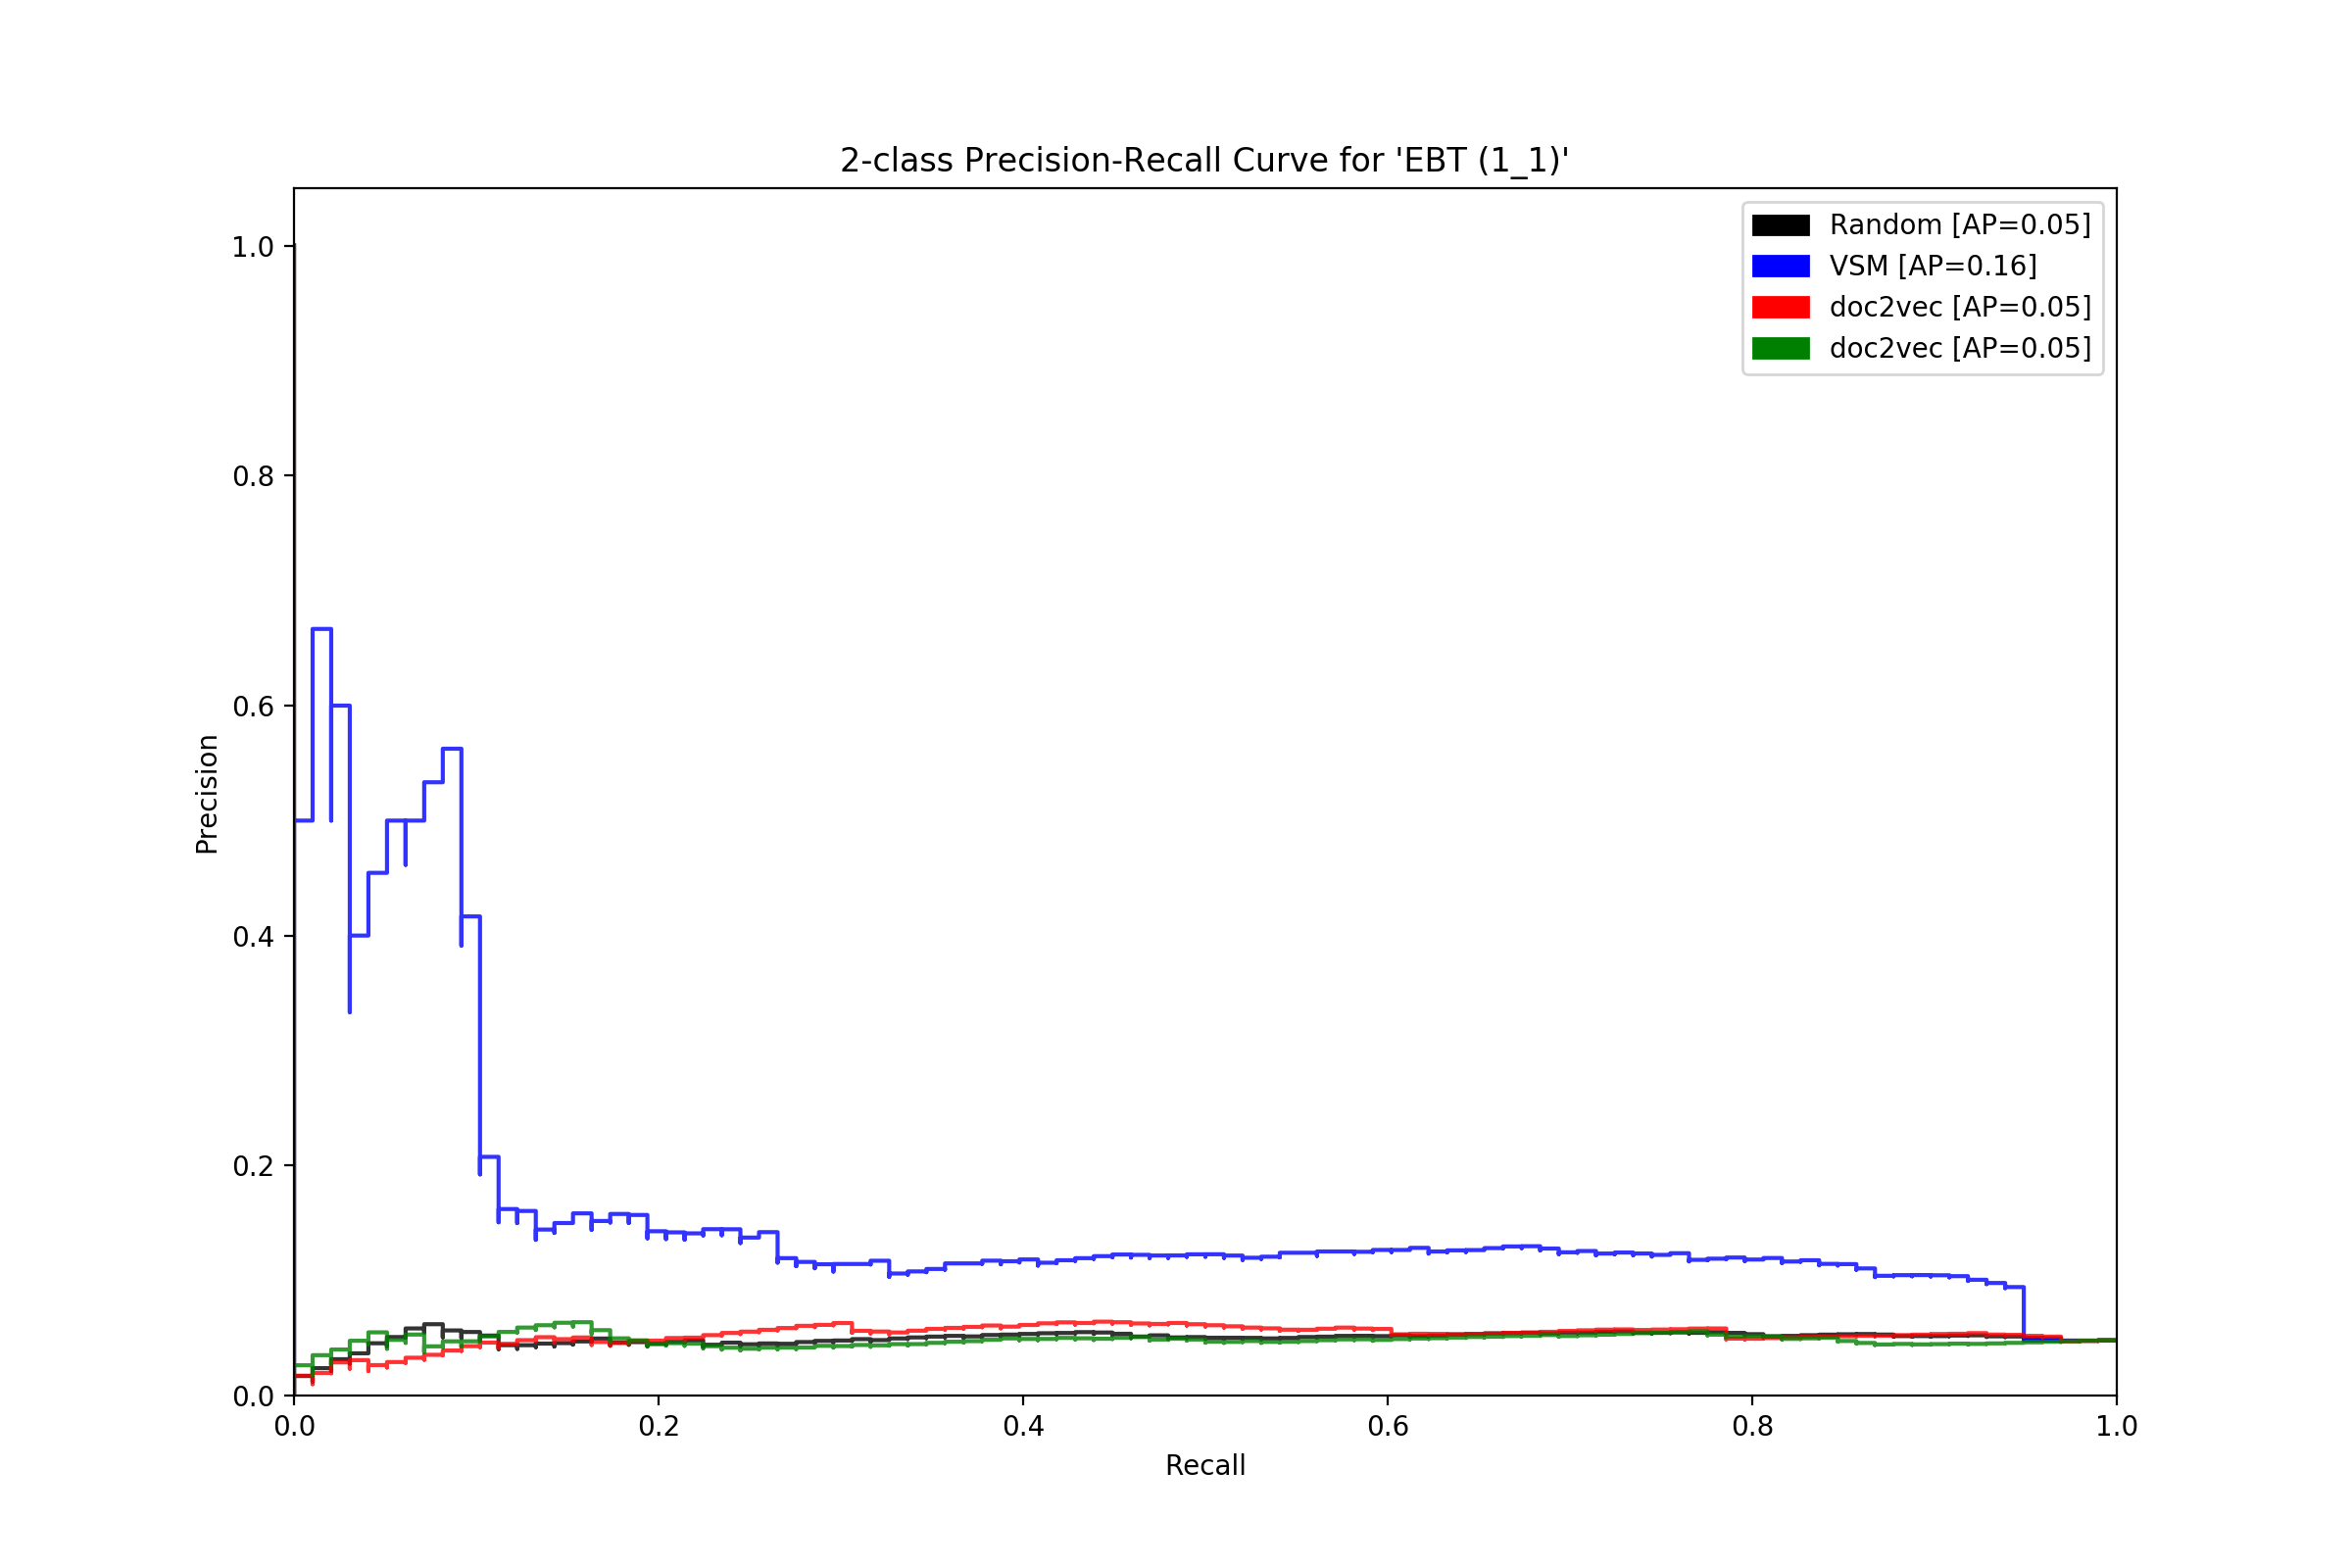 2-class Precision-Recall Curve for 'EBT (1_1)'
Random [AP=0.05]
VSM [AP=0.16]
doc2vec [AP=0.05]
doc2vec [AP=0.05]
Precision
1.0
0.8
0.6
0.4
0.2
0.0
0.0 0.2 0.4 0.6 0.8 1.0
Recall